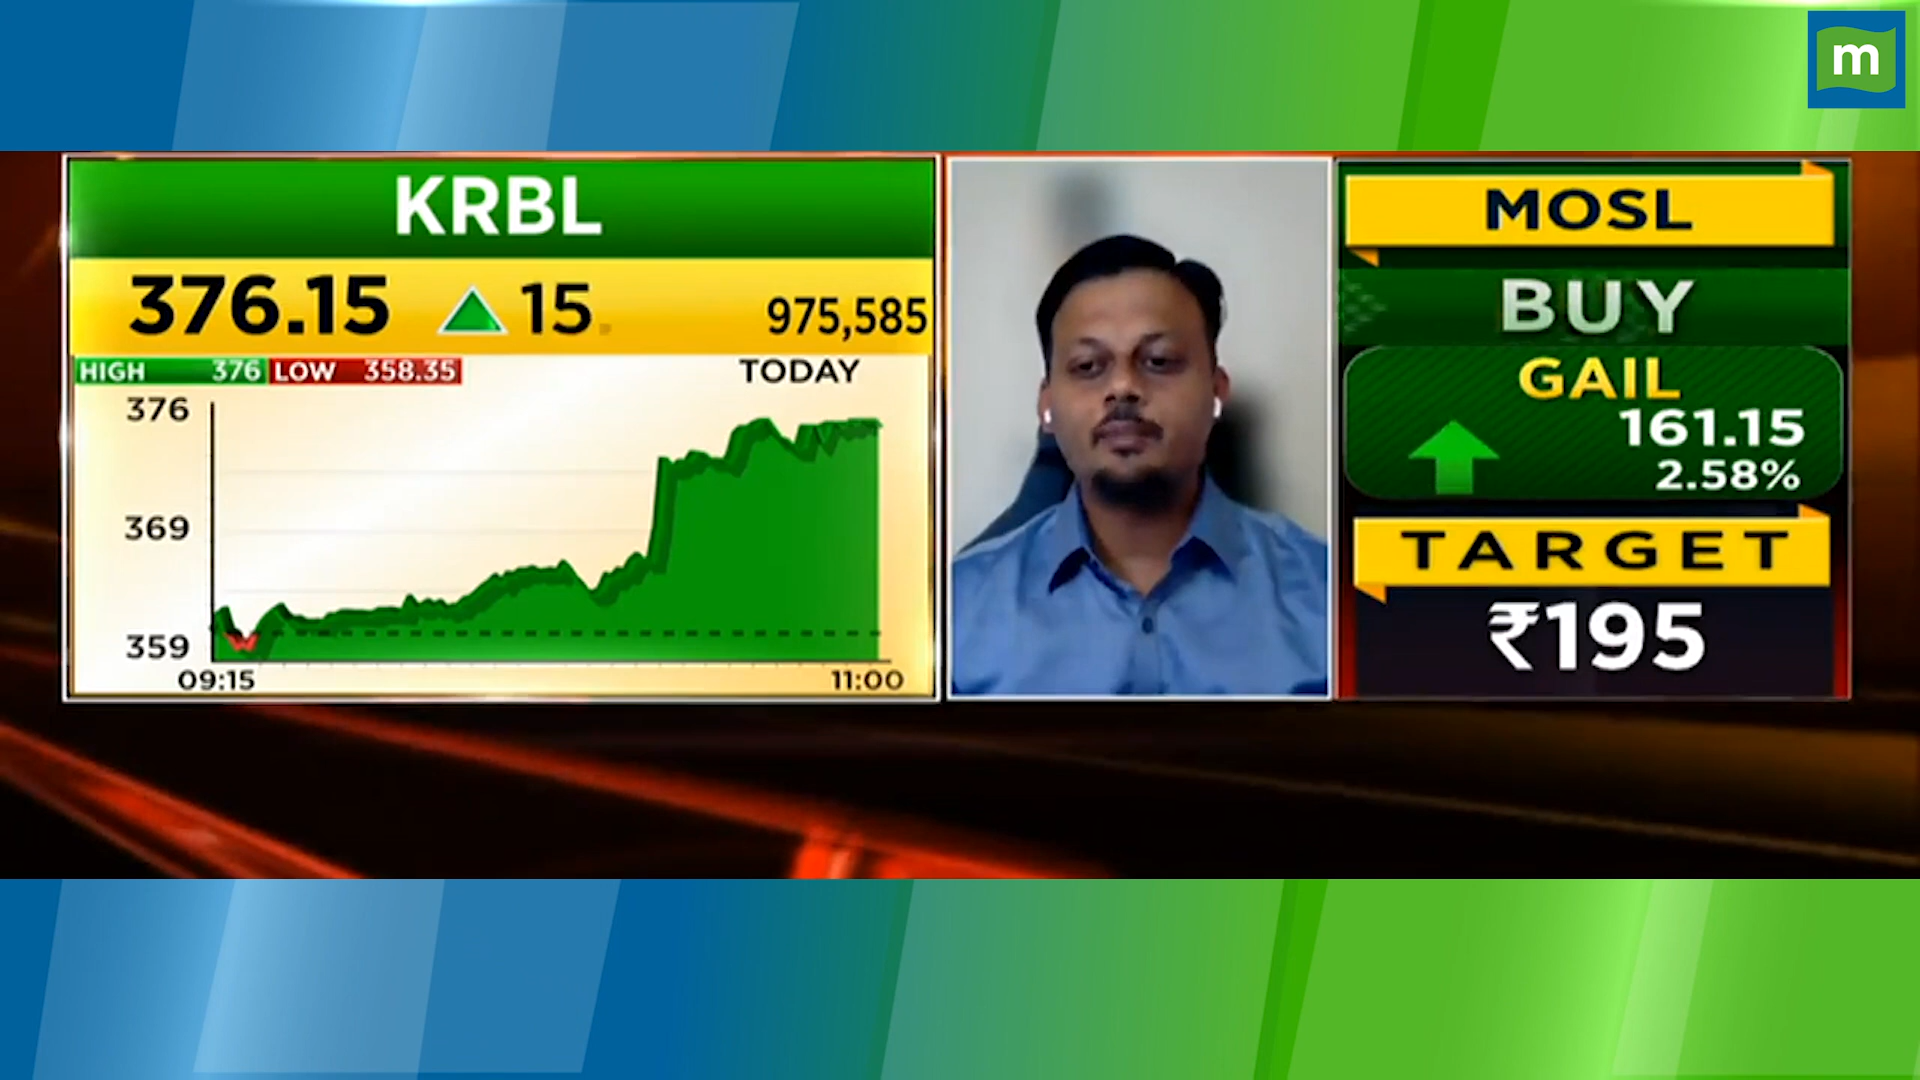 m
KRBL
376.15 15. 975,585
HIGH 376 LOW 358.35 TODAY
376
369
359
09:15 11:00
MOSL
BUY
GAIL
161.15
2.58%
TARGET
₹195